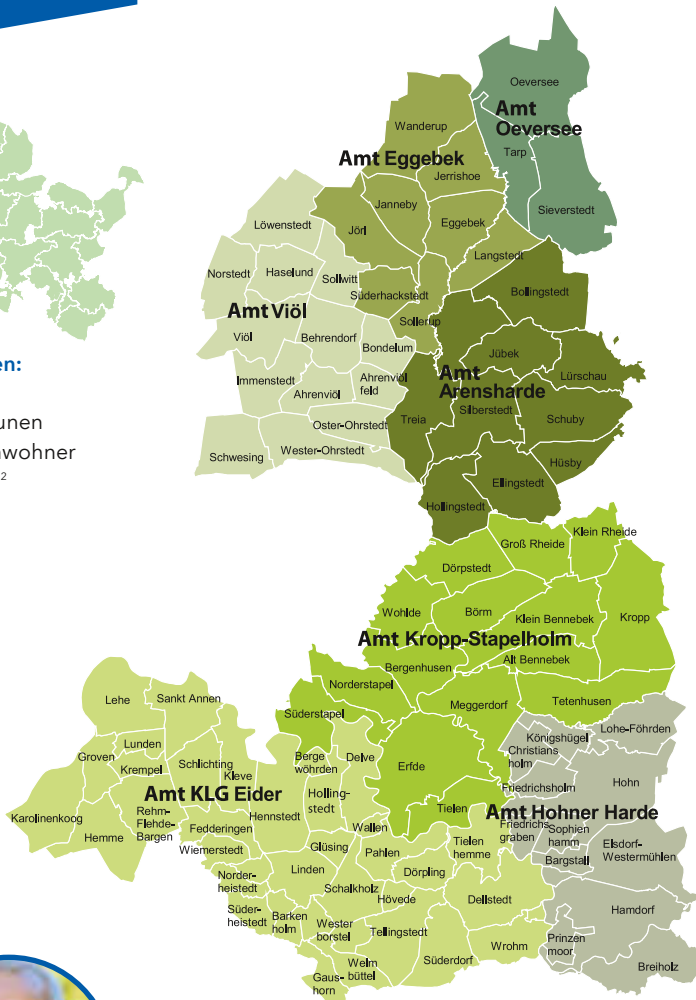 Oeversee
Amt
Oeversee
Wanderup
Tarp
Amt Eggebek
Jerrishoe
Janneby
Sieverstedt
Löwenstedt
Jörl
Eggebek
Langstedt
Norstedt
Haselund
Sollwitt
Bollingstedt
Süderhackstedt
Amt Viöl
Sollerup
Viöl
Behrendorf
Bondelum
Jübek
en:
Amt
Arensharde
Lürschau
Immenstedt
Ahrenviöl
Ahrenviöl
feld
Silberstedt
Treia
Schuby
unen
Oster-Ohrstedt
nwohner
Schwesing
Wester-Ohrstedt
Hüsby
2
Ellingstedt
Hollingstedt
Klein Rheide
Groß Rheide
Dörpstedt
Wohlde
Börm
Klein Bennebek
Kropp
Amt Kropp-Stapelholm
Bergenhusen
Alt Bennebek
Norderstapel
Lehe
Sankt Annen
Meggerdorf
Tetenhusen
Süderstapel
Lohe-Föhrden
Königshügel
Lunden
Groven
Krempel
Schlichting
Kleve
Berge
wöhrden
Delve
Erfde
Christians
holm
Hohn
Friedrichsholm
Amt KLG Eider
Holling-
stedt
Karolinenkoog
Hemme
Rehm-
Flehde-
Bargen
Fedderingen
Hennstedt
Tielen
Amt Hohner Harde
Friedrichs
graben
Sophien
hamm
Elsdorf-
Westermühlen
Wallen
Wiemerstedt
Glüsing
Pahlen
Tielen
hemme
Bargstall
Norder-
heistedt
Linden
Dörpling
Schalkholz
Hövede
Dellstedt
Süder-
heistedt
Barken
holm
Hamdorf
Wester
borstel
Tellingstedt
Prinzen
moor
Wrohm
Süderdorf
Welm
büttel
Gaus-
horn
Breiholz